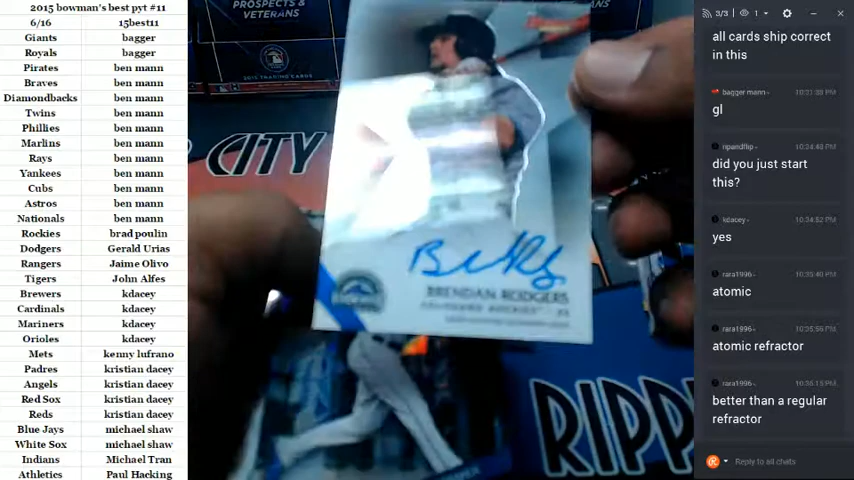 2015 bowman's best pyt #11
6/16 15best11
Giants bagger
Royals bagger
Pirates ben mann
Braves ben mann
Diamondbacks ben mann
Twins ben mann
Phillies ben mann
Marlins ben mann
Rays ben mann
Yankees ben mann
Cubs ben mann
Astros ben mann
Nationals ben mann
Rockies brad poulin
Dodgers Gerald Urias
Rangers Jaime Olivo
Tigers John Alfes
Brewers kdacey
Cardinals kdacey
Mariners kdacey
Orioles kdacey
Mets kenny lufrano
Padres kristian dacey
Angels kristian dacey
Red Sox kristian dacey
Reds kristian dacey
Blue Jays michael shaw
White Sox michael shaw
Indians Michael Tran
Athletics Paul Hacking
PROSPECTS &
VETERANS
CITY
BRENDAN RODGERS
COLORADO ROCKIES
RIPP
3/3 1
all cards ship correct
in this
bagger mann
gl
ripandflip
did you just start
this?
kdacey
yes
rara1996
atomic
rara1996
atomic refractor
rara1996
better than a regular
refractor
Reply to all chats